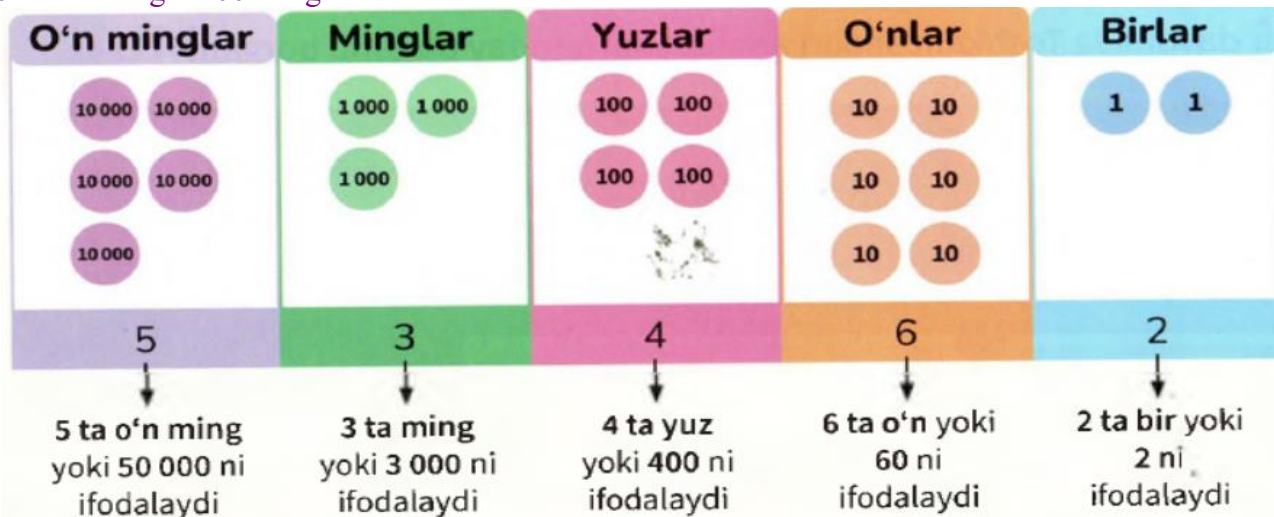 O‘n minglar
Minglar
Yuzlar
O‘nlar
Birlar
10 000 10 000
10 000 10 000
10 000
1 000 1 000
1 000
100 100
100 100
10 10
10 10
10 10
1 1
5
3
4
6
2
5 ta o‘n ming
yoki 50 000 ni
ifodalaydi
3 ta ming
yoki 3 000 ni
ifodalaydi
4 ta yuz
yoki 400 ni
ifodalaydi
6 ta o‘n yoki
60 ni
ifodalaydi
2 ta bir yoki
2 ni
ifodalaydi